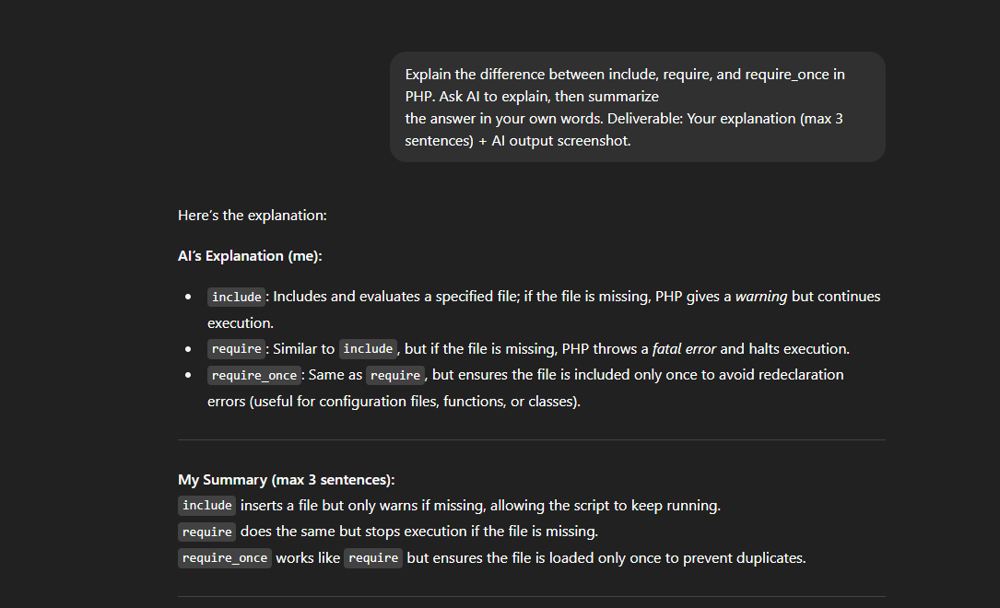 Explain the difference between include, require, and require_once in
PHP. Ask AI to explain, then summarize
the answer in your own words. Deliverable: Your explanation (max 3
sentences) + AI output screenshot.
Here’s the explanation:
AI’s Explanation (me):
include: Includes and evaluates a specified file; if the file is missing, PHP gives a warning but continues
execution.
require: Similar to include, but if the file is missing, PHP throws a fatal error and halts execution.
require_once: Same as require, but ensures the file is included only once to avoid redeclaration
errors (useful for configuration files, functions, or classes).
My Summary (max 3 sentences):
include inserts a file but only warns if missing, allowing the script to keep running.
require does the same but stops execution if the file is missing.
require_once works like require but ensures the file is loaded only once to prevent duplicates.